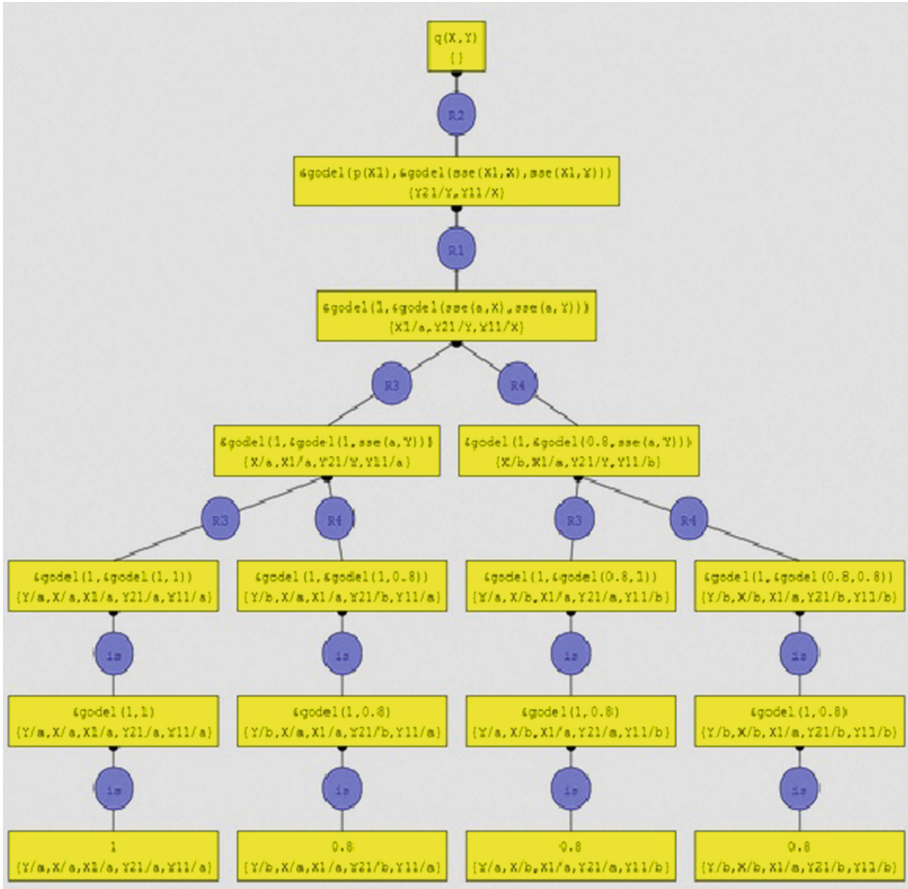 q(X,Y)
{}
R2
&godel(p(X1),&godel(sse(X1,X),sse(X1,Y)))
{Y21/Y,Y11/X}
R1
&godel(1,&godel(sse(a,X),sse(a,Y)))
{X1/a,Y21/Y,Y11/X}
R3 R4
&godel(1,&godel(1,sse(a,Y))) &godel(1,&godel(0.8,sse(a,Y)))
{X/a,X1/a,Y21/Y,Y11/a} {X/b,X1/a,Y21/Y,Y11/b}
R3 R4 R3 R4
&godel(1,&godel(1,1)) &godel(1,&godel(1,0.8)) &godel(1,&godel(0.8,1)) &godel(1,&godel(0.8,0.8))
{Y/a,X/a,X1/a,Y21/a,Y11/a} {Y/b,X/a,X1/a,Y21/b,Y11/a} {Y/a,X/b,X1/a,Y21/a,Y11/b} {Y/b,X/b,X1/a,Y21/b,Y11/b}
is is is is
&godel(1,1) &godel(1,0.8) &godel(1,0.8) &godel(1,0.8)
{Y/a,X/a,X1/a,Y21/a,Y11/a} {Y/b,X/a,X1/a,Y21/b,Y11/a} {Y/a,X/b,X1/a,Y21/a,Y11/b} {Y/b,X/b,X1/a,Y21/b,Y11/b}
is is is is
1 0.8 0.8 0.8
{Y/a,X/a,X1/a,Y21/a,Y11/a} {Y/b,X/a,X1/a,Y21/b,Y11/a} {Y/a,X/b,X1/a,Y21/a,Y11/b} {Y/b,X/b,X1/a,Y21/b,Y11/b}